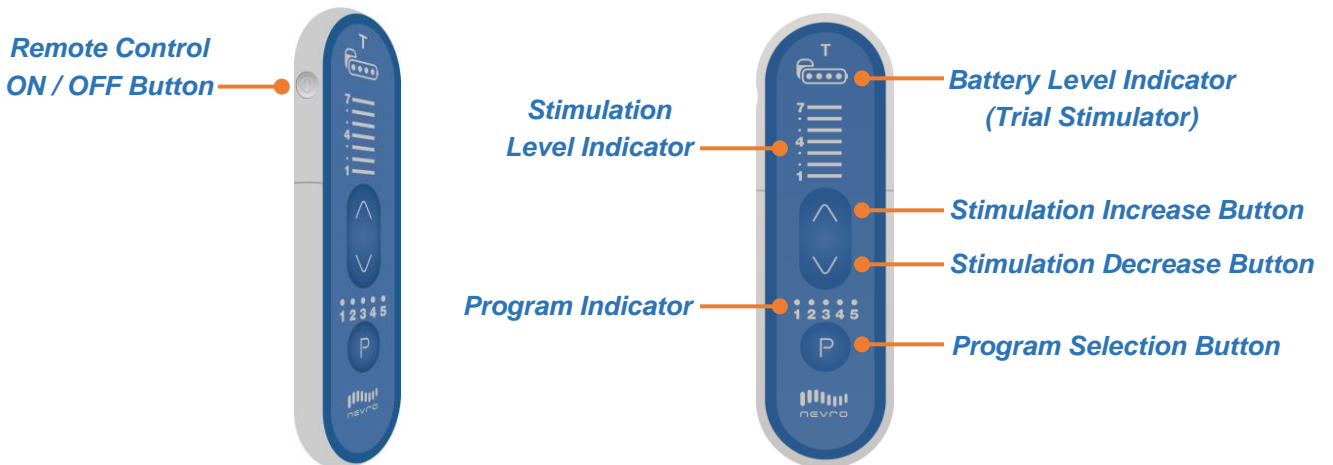 Remote Control
ON / OFF Button
T
7
4
1
1 2 3 4 5
P
nevro
Stimulation
Level Indicator
Program Indicator
T
7
4
1
1 2 3 4 5
P
nevro
Battery Level Indicator
(Trial Stimulator)
Stimulation Increase Button
Stimulation Decrease Button
Program Selection Button